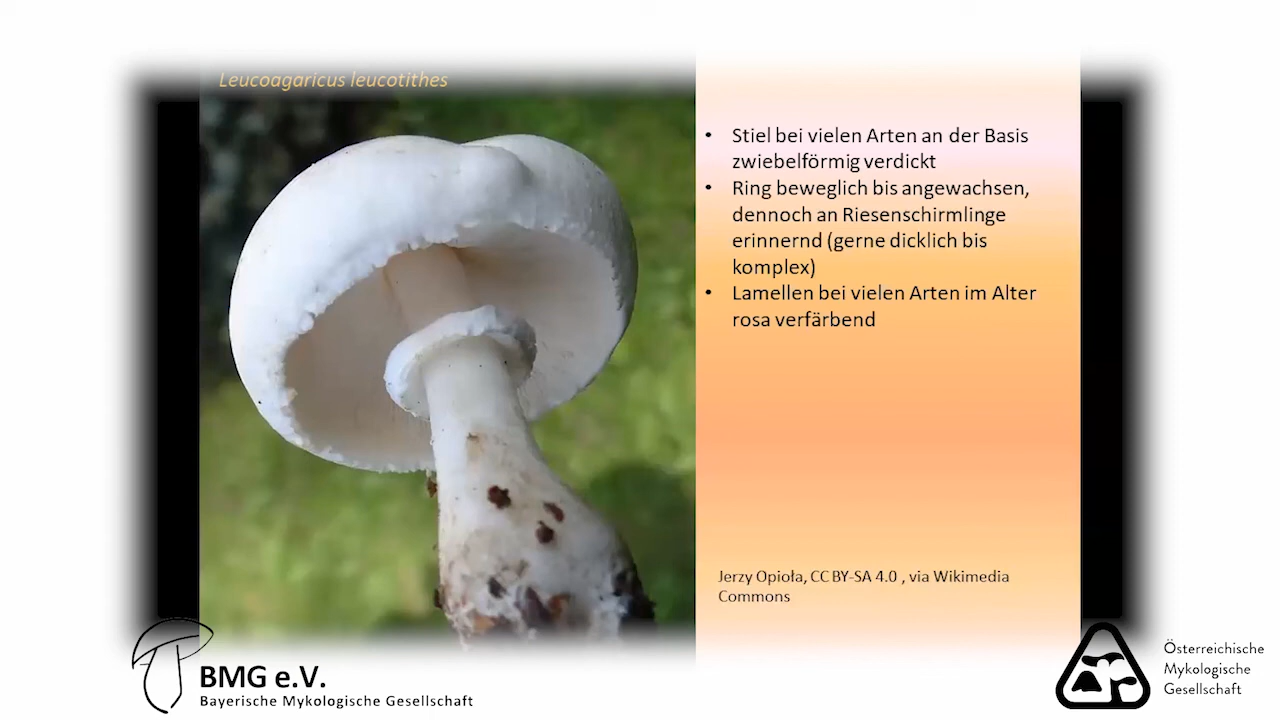 Leucoagaricus leucotithes
• Stiel bei vielen Arten an der Basis
zwiebelförmig verdickt
• Ring beweglich bis angewachsen,
dennoch an Riesenschirmlinge
erinnernd (gerne dicklich bis
komplex)
• Lamellen bei vielen Arten im Alter
rosa verfärbend
Jerzy Opioła, CC BY-SA 4.0 , via Wikimedia
Commons
BMG e.V.
Bayerische Mykologische Gesellschaft
Österreichische
Mykologische
Gesellschaft